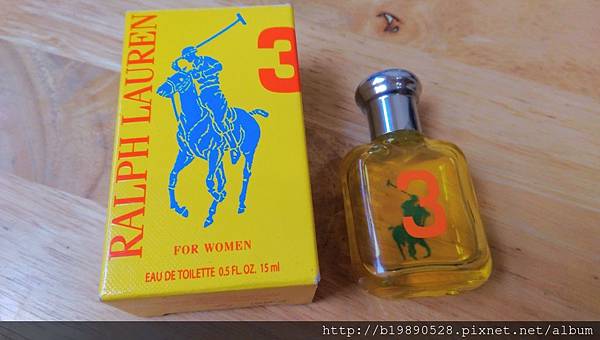 RALPH LAUREN
3
FOR WOMEN
EAU DE TOILETTE 0.5 FL. OZ. 15 ml
3
http://b19890528.pixnet.net/album